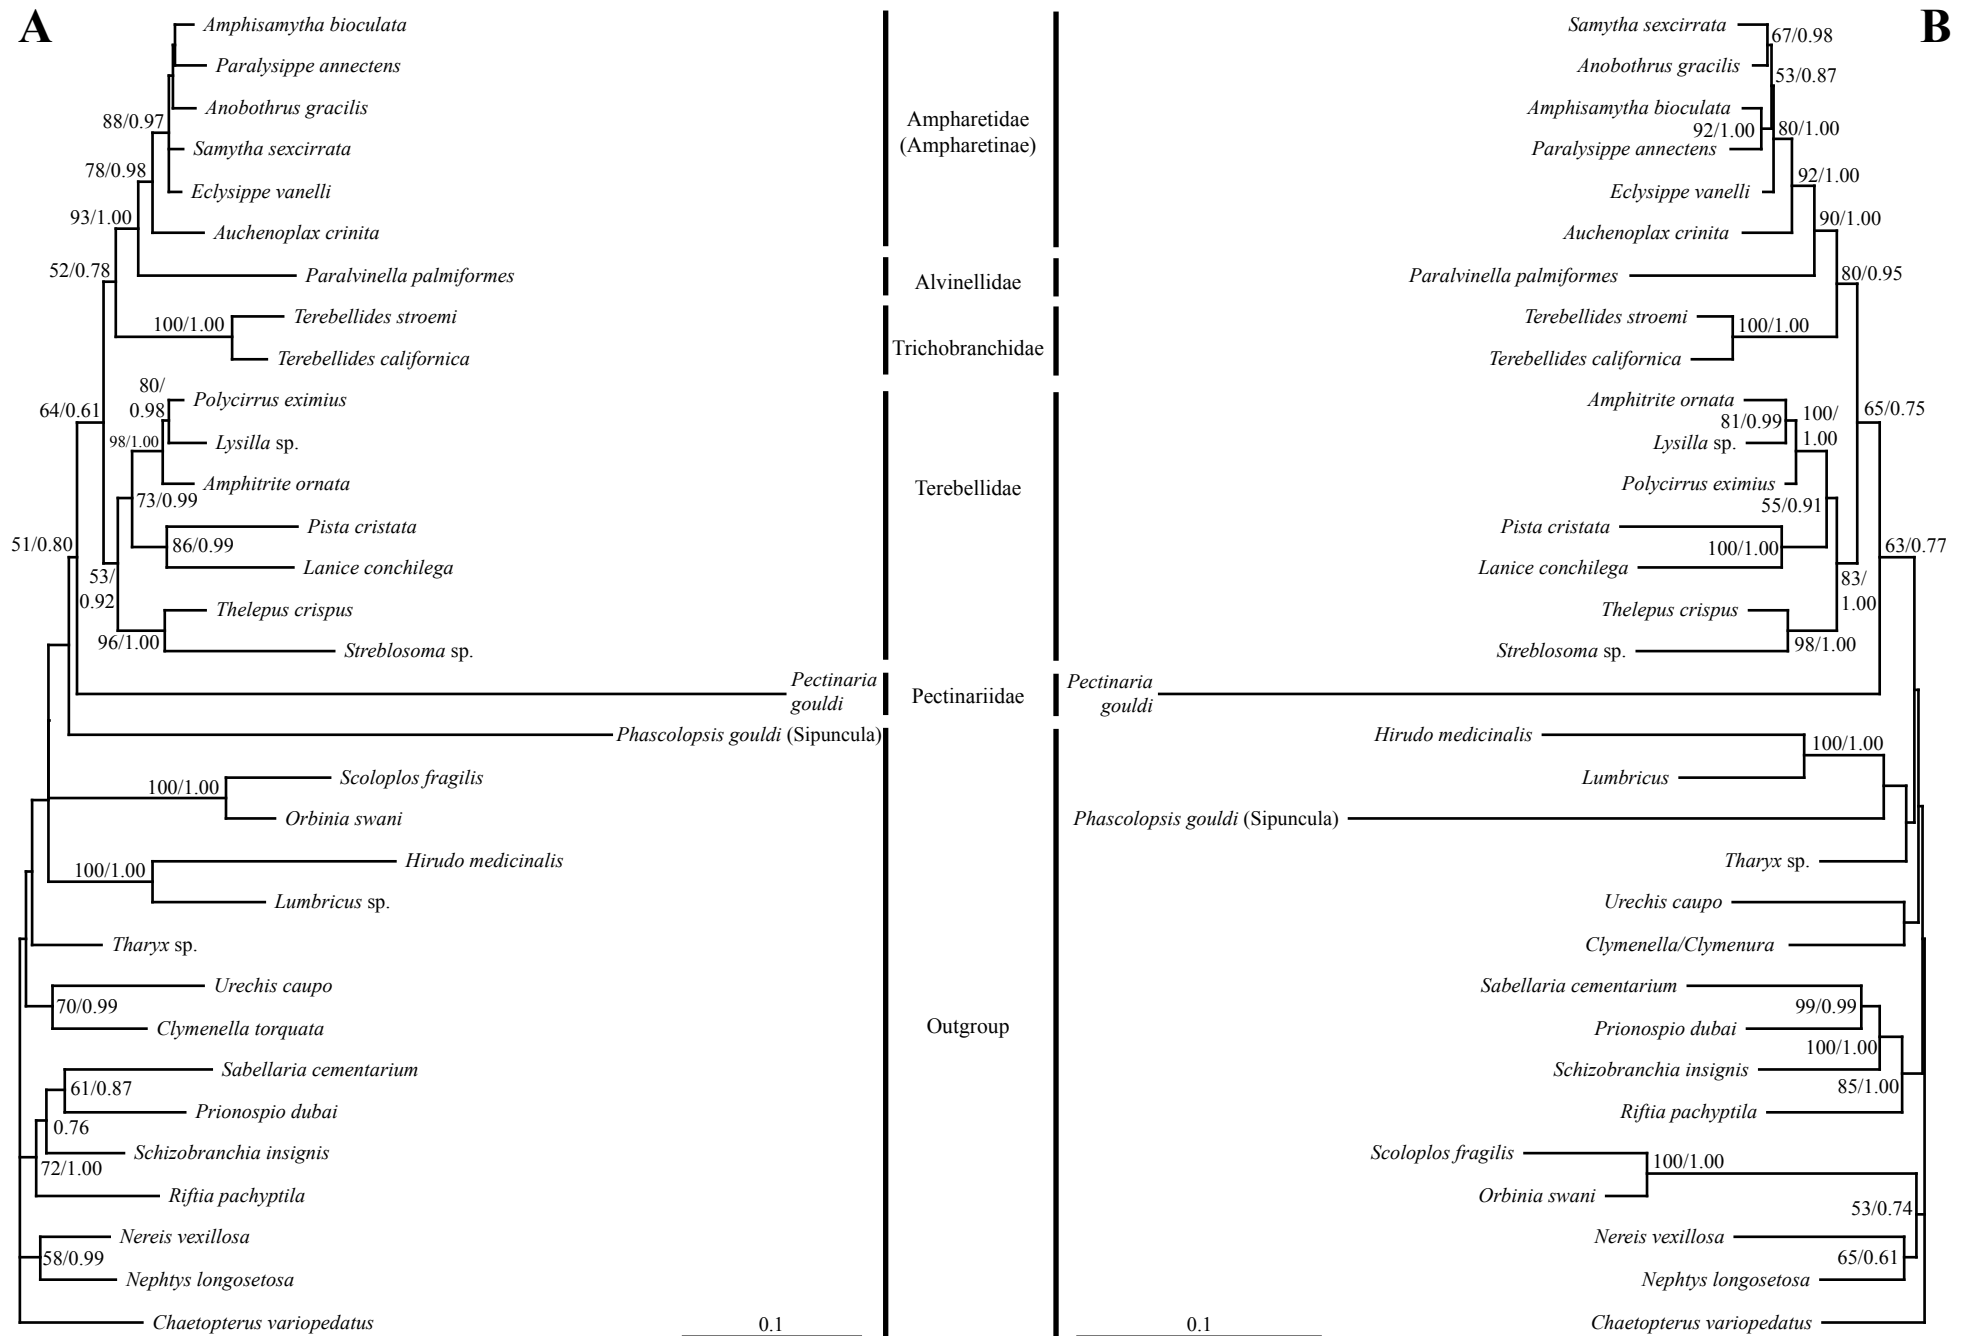 A
Amphisamytha bioculata
Paralysippe annectens
Anobothrus gracilis
88/0.97
Samytha sexcirrata
78/0.98
Eclysippe vanelli
93/1.00
Auchenoplax crinita
52/0.78
Paralvinella palmiformes
Terebellides stroemi
100/1.00
Terebellides californica
80/
0.98
Polycirrus eximius
64/0.61
98/1.00
Lysilla sp.
Amphitrite ornata
73/0.99
Pista cristata
51/0.80
86/0.99
Lanice conchilega
53/
0.92
Thelepus crispus
96/1.00
Streblosoma sp.
Pectinaria
gouldi
Phascolopsis gouldi (Sipuncula)
Scoloplos fragilis
100/1.00
Orbinia swani
Hirudo medicinalis
100/1.00
Lumbricus sp.
Tharyx sp.
Urechis caupo
70/0.99
Clymenella torquata
Sabellaria cementarium
61/0.87
Prionospio dubai
0.76
Schizobranchia insignis
72/1.00
Riftia pachyptila
Nereis vexillosa
58/0.99
Nephtys longosetosa
Chaetopterus variopedatus
0.1
Ampharetidae
(Ampharetinae)
Alvinellidae
Trichobranchidae
Terebellidae
Pectinariidae
Outgroup
B
Samytha sexcirrata
67/0.98
Anobothrus gracilis
53/0.87
Amphisamytha bioculata
92/1.00
80/1.00
Paralysippe annectens
92/1.00
Eclysippe vanelli
90/1.00
Auchenoplax crinita
Paralvinella palmiformes
80/0.95
Terebellides stroemi
100/1.00
Terebellides californica
Amphitrite ornata
81/0.99
100/
1.00
65/0.75
Lysilla sp.
Polycirrus eximius
55/0.91
Pista cristata
100/1.00
63/0.77
Lanice conchilega
83/
1.00
Thelepus crispus
98/1.00
Streblosoma sp.
Pectinaria
gouldi
Hirudo medicinalis
100/1.00
Lumbricus
Phascolopsis gouldi (Sipuncula)
Tharyx sp.
Urechis caupo
Clymenella/Clymenura
Sabellaria cementarium
99/0.99
Prionospio dubai
100/1.00
Schizobranchia insignis
85/1.00
Riftia pachyptila
Scoloplos fragilis
100/1.00
Orbinia swani
53/0.74
Nereis vexillosa
65/0.61
Nephtys longosetosa
Chaetopterus variopedatus
0.1